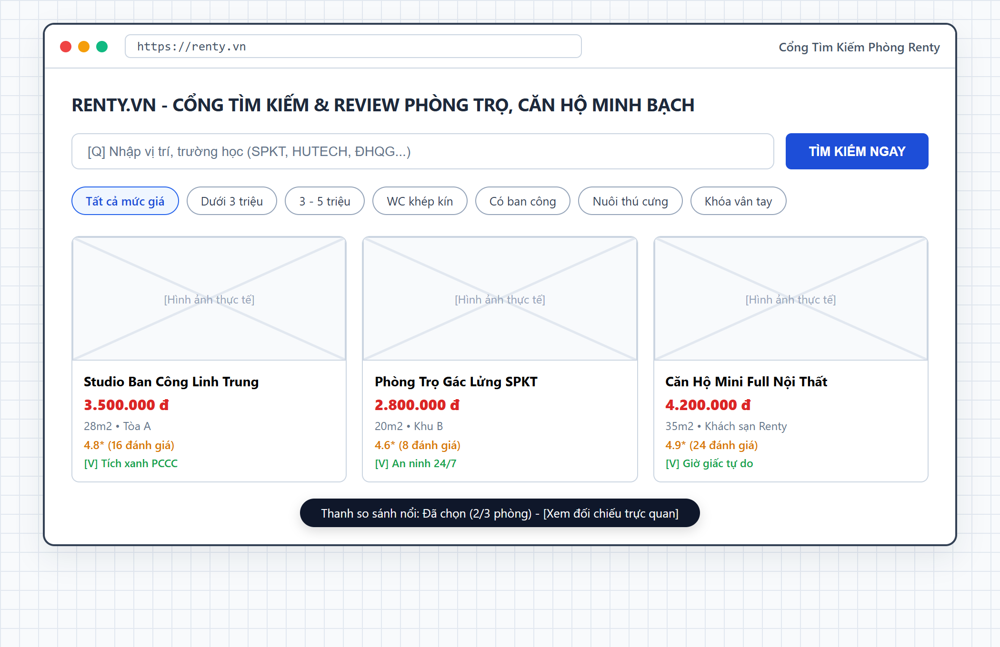 https://renty.vn
Cổng Tìm Kiếm Phòng Renty
RENTY.VN - CỔNG TÌM KIẾM & REVIEW PHÒNG TRỌ, CĂN HỘ MINH BẠCH
[Q] Nhập vị trí, trường học (SPKT, HUTECH, ĐHQG...)
TÌM KIẾM NGAY
Tất cả mức giá
Dưới 3 triệu
3 - 5 triệu
WC khép kín
Có ban công
Nuôi thú cưng
Khóa vân tay
[Hình ảnh thực tế]
Studio Ban Công Linh Trung
3.500.000 đ
28m2 • Tòa A
4.8* (16 đánh giá)
[V] Tích xanh PCCC
[Hình ảnh thực tế]
Phòng Trọ Gác Lửng SPKT
2.800.000 đ
20m2 • Khu B
4.6* (8 đánh giá)
[V] An ninh 24/7
[Hình ảnh thực tế]
Căn Hộ Mini Full Nội Thất
4.200.000 đ
35m2 • Khách sạn Renty
4.9* (24 đánh giá)
[V] Giờ giấc tự do
Thanh so sánh nổi: Đã chọn (2/3 phòng) - [Xem đối chiếu trực quan]